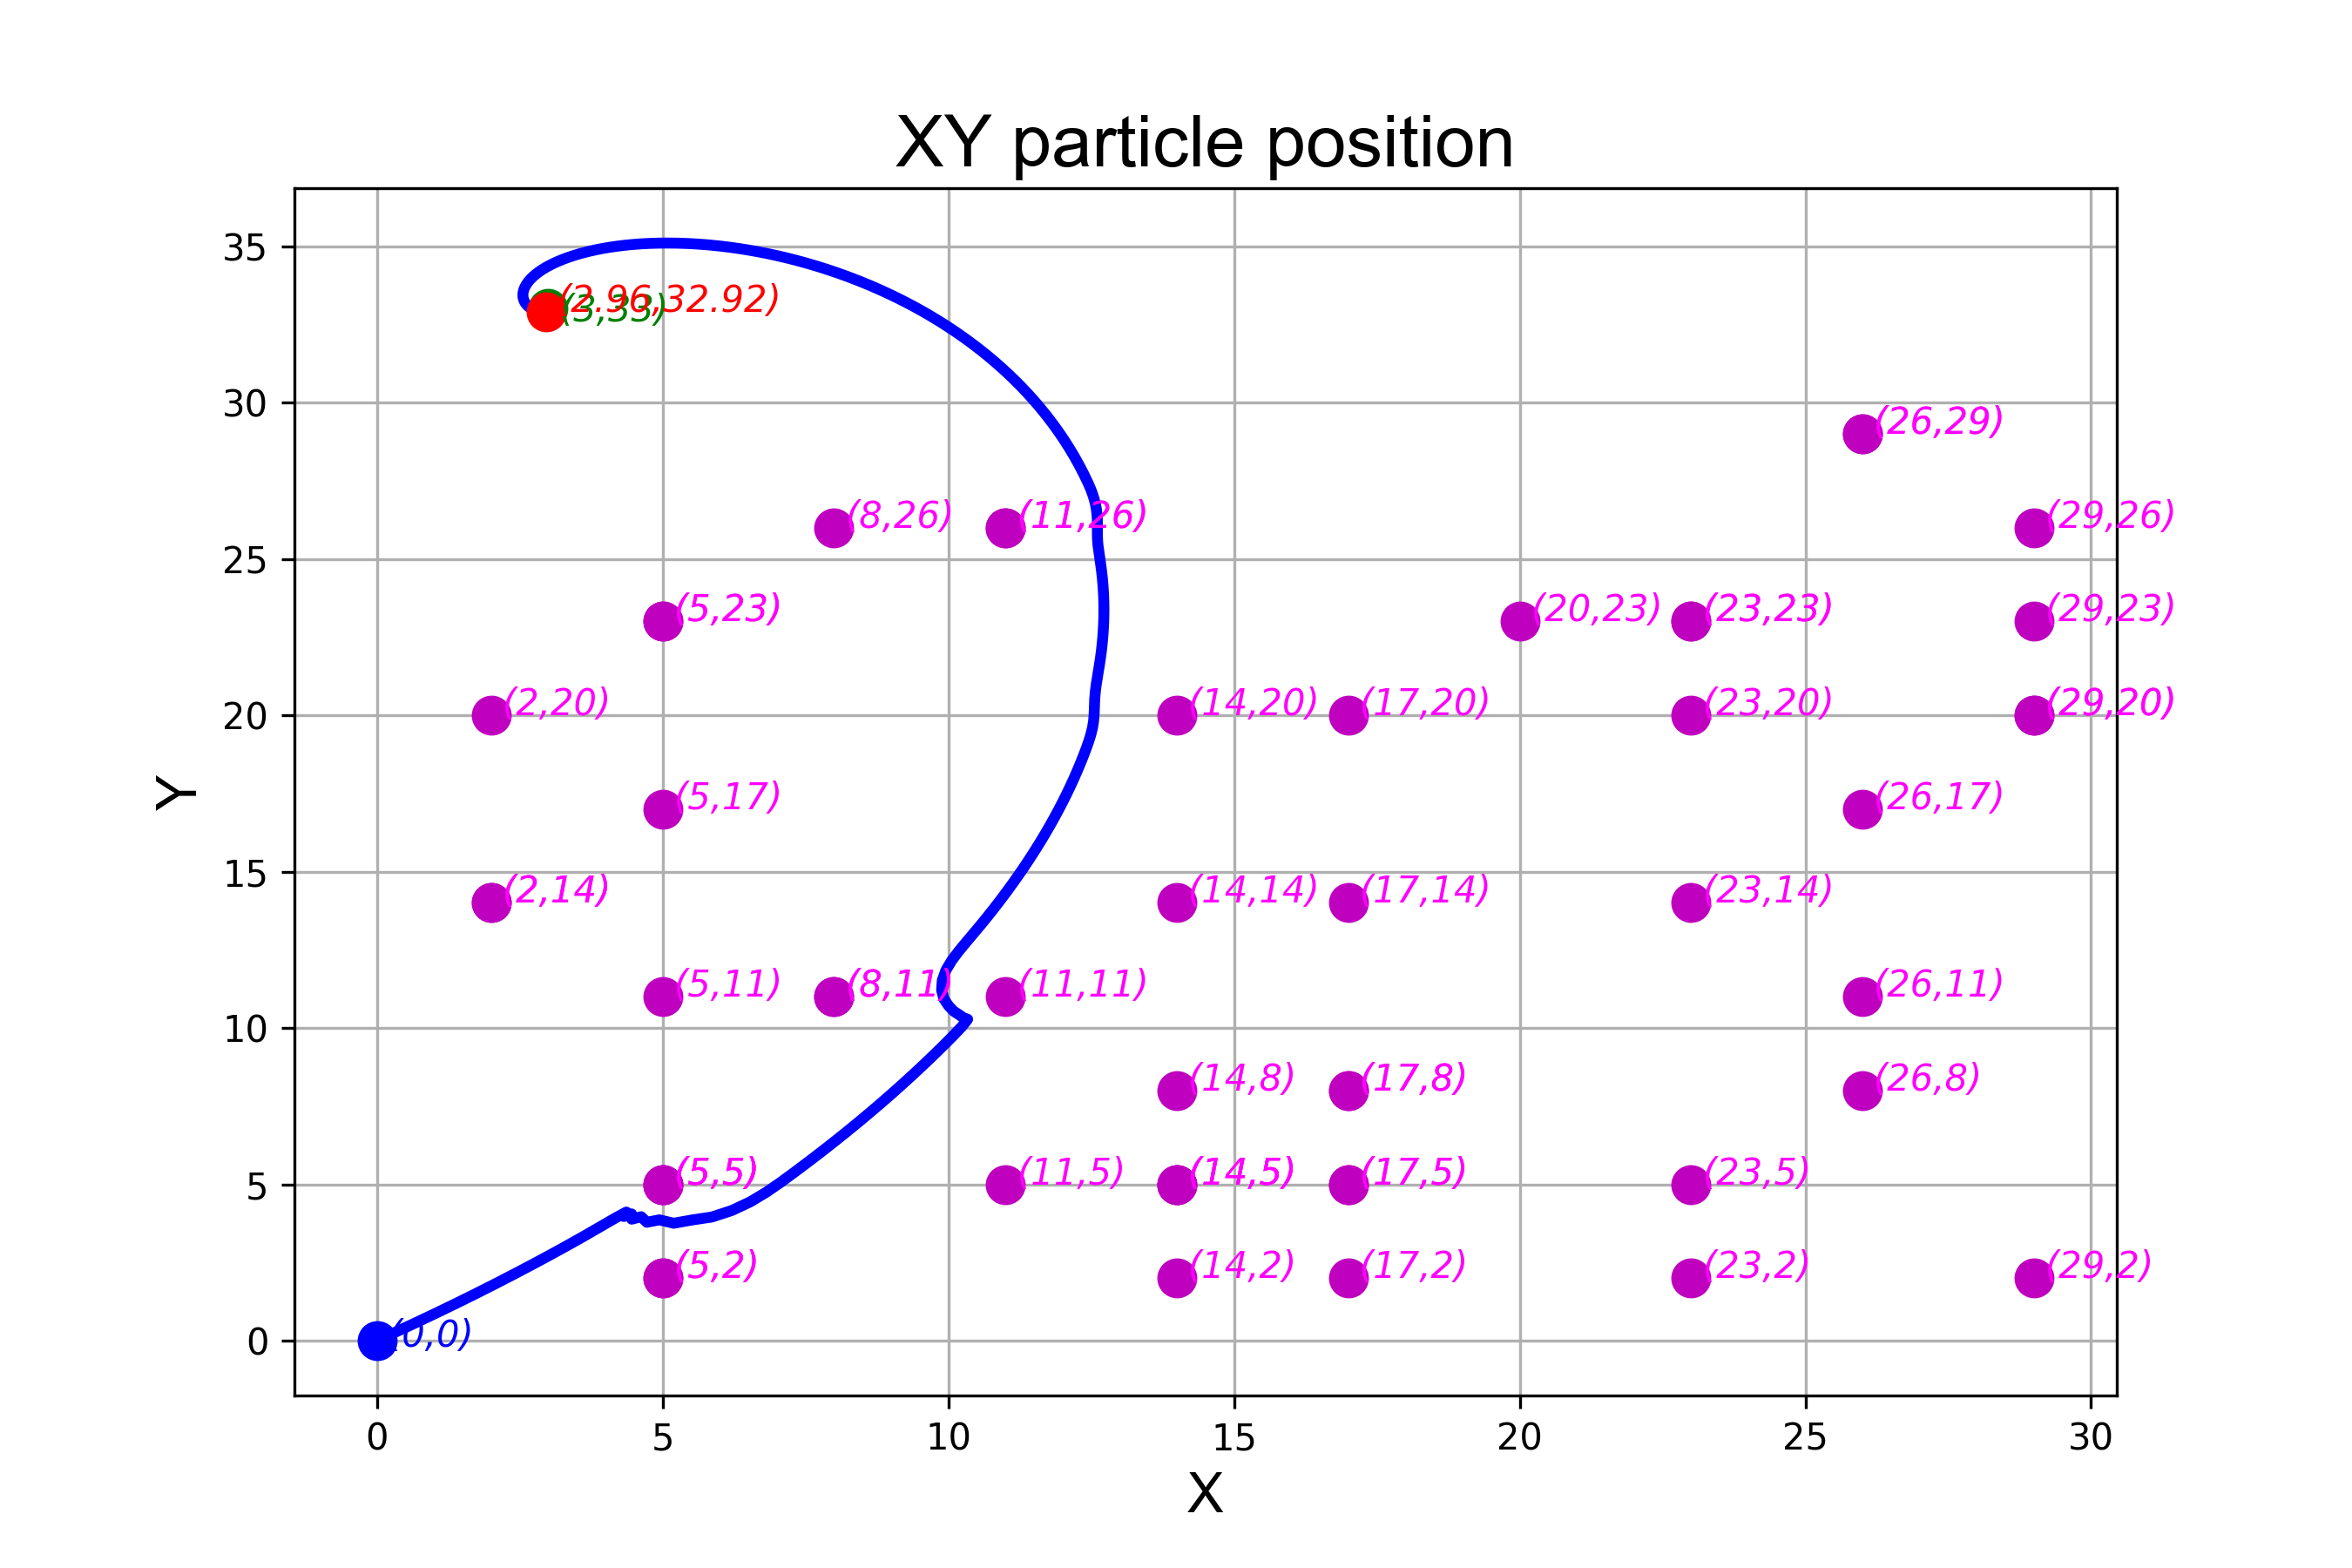 XY particle position
35
(2.96,32.92)
(3,33)
30
(26,29)
(8,26) (11,26) (29,26)
25
(5,23) (20,23) (23,23) (29,23)
(2,20) (14,20) (17,20) (23,20) (29,20)
20
Y
(5,17) (26,17)
15
(2,14) (14,14) (17,14) (23,14)
(5,11) (8,11) (11,11) (26,11)
10
(14,8) (17,8) (26,8)
(5,5) (11,5) (14,5) (17,5) (23,5)
5
(5,2) (14,2) (17,2) (23,2) (29,2)
0
(0,0)
0 5 10 15 20 25 30
X